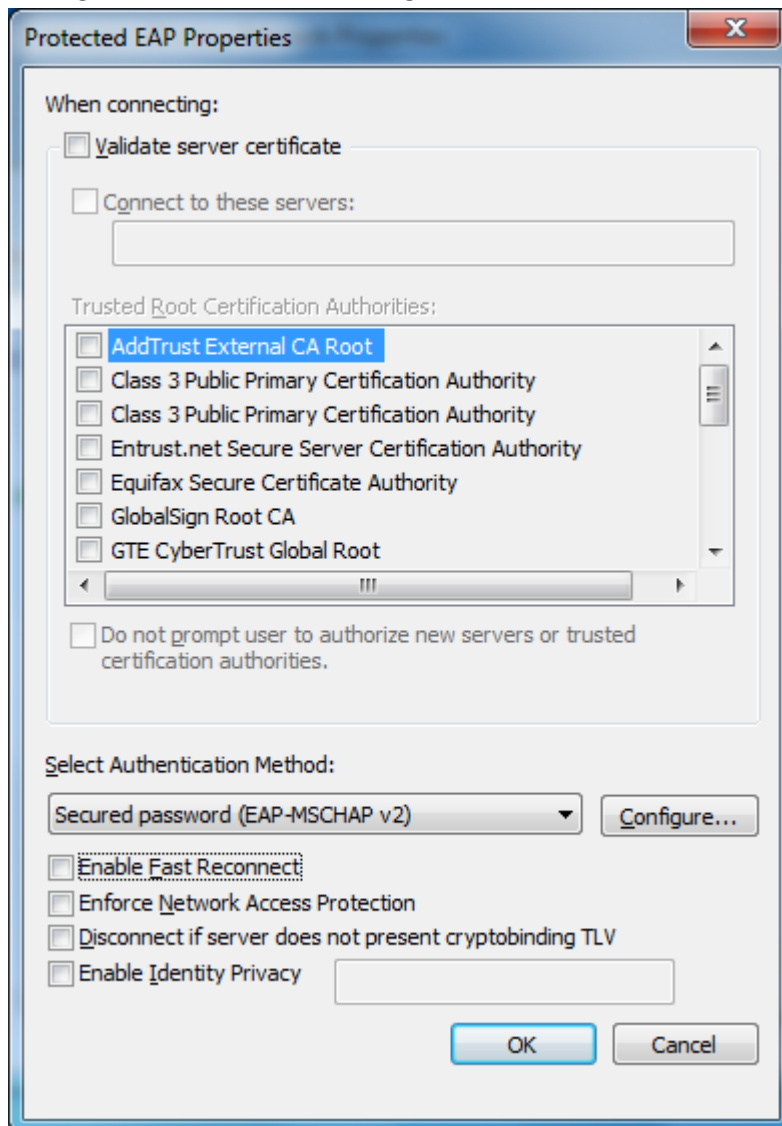 Protected EAP Properties
When connecting:
Validate server certificate
Connect to these servers:
Trusted Root Certification Authorities:
AddTrust External CA Root
Class 3 Public Primary Certification Authority
Class 3 Public Primary Certification Authority
Entrust.net Secure Server Certification Authority
Equifax Secure Certificate Authority
GlobalSign Root CA
GTE CyberTrust Global Root
Do not prompt user to authorize new servers or trusted
certification authorities.
Select Authentication Method:
Secured password (EAP-MSCHAP v2)
Configure...
Enable Fast Reconnect
Enforce Network Access Protection
Disconnect if server does not present cryptobinding TLV
Enable Identity Privacy
OK
Cancel